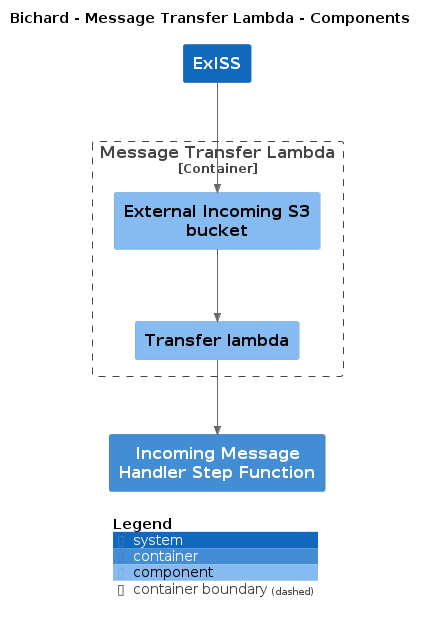 Bichard - Message Transfer Lambda - Components
ExISS
Message Transfer Lambda
[Container]
External Incoming S3
bucket
Transfer lambda
Incoming Message
Handler Step Function
Legend
system
container
component
container boundary (dashed)